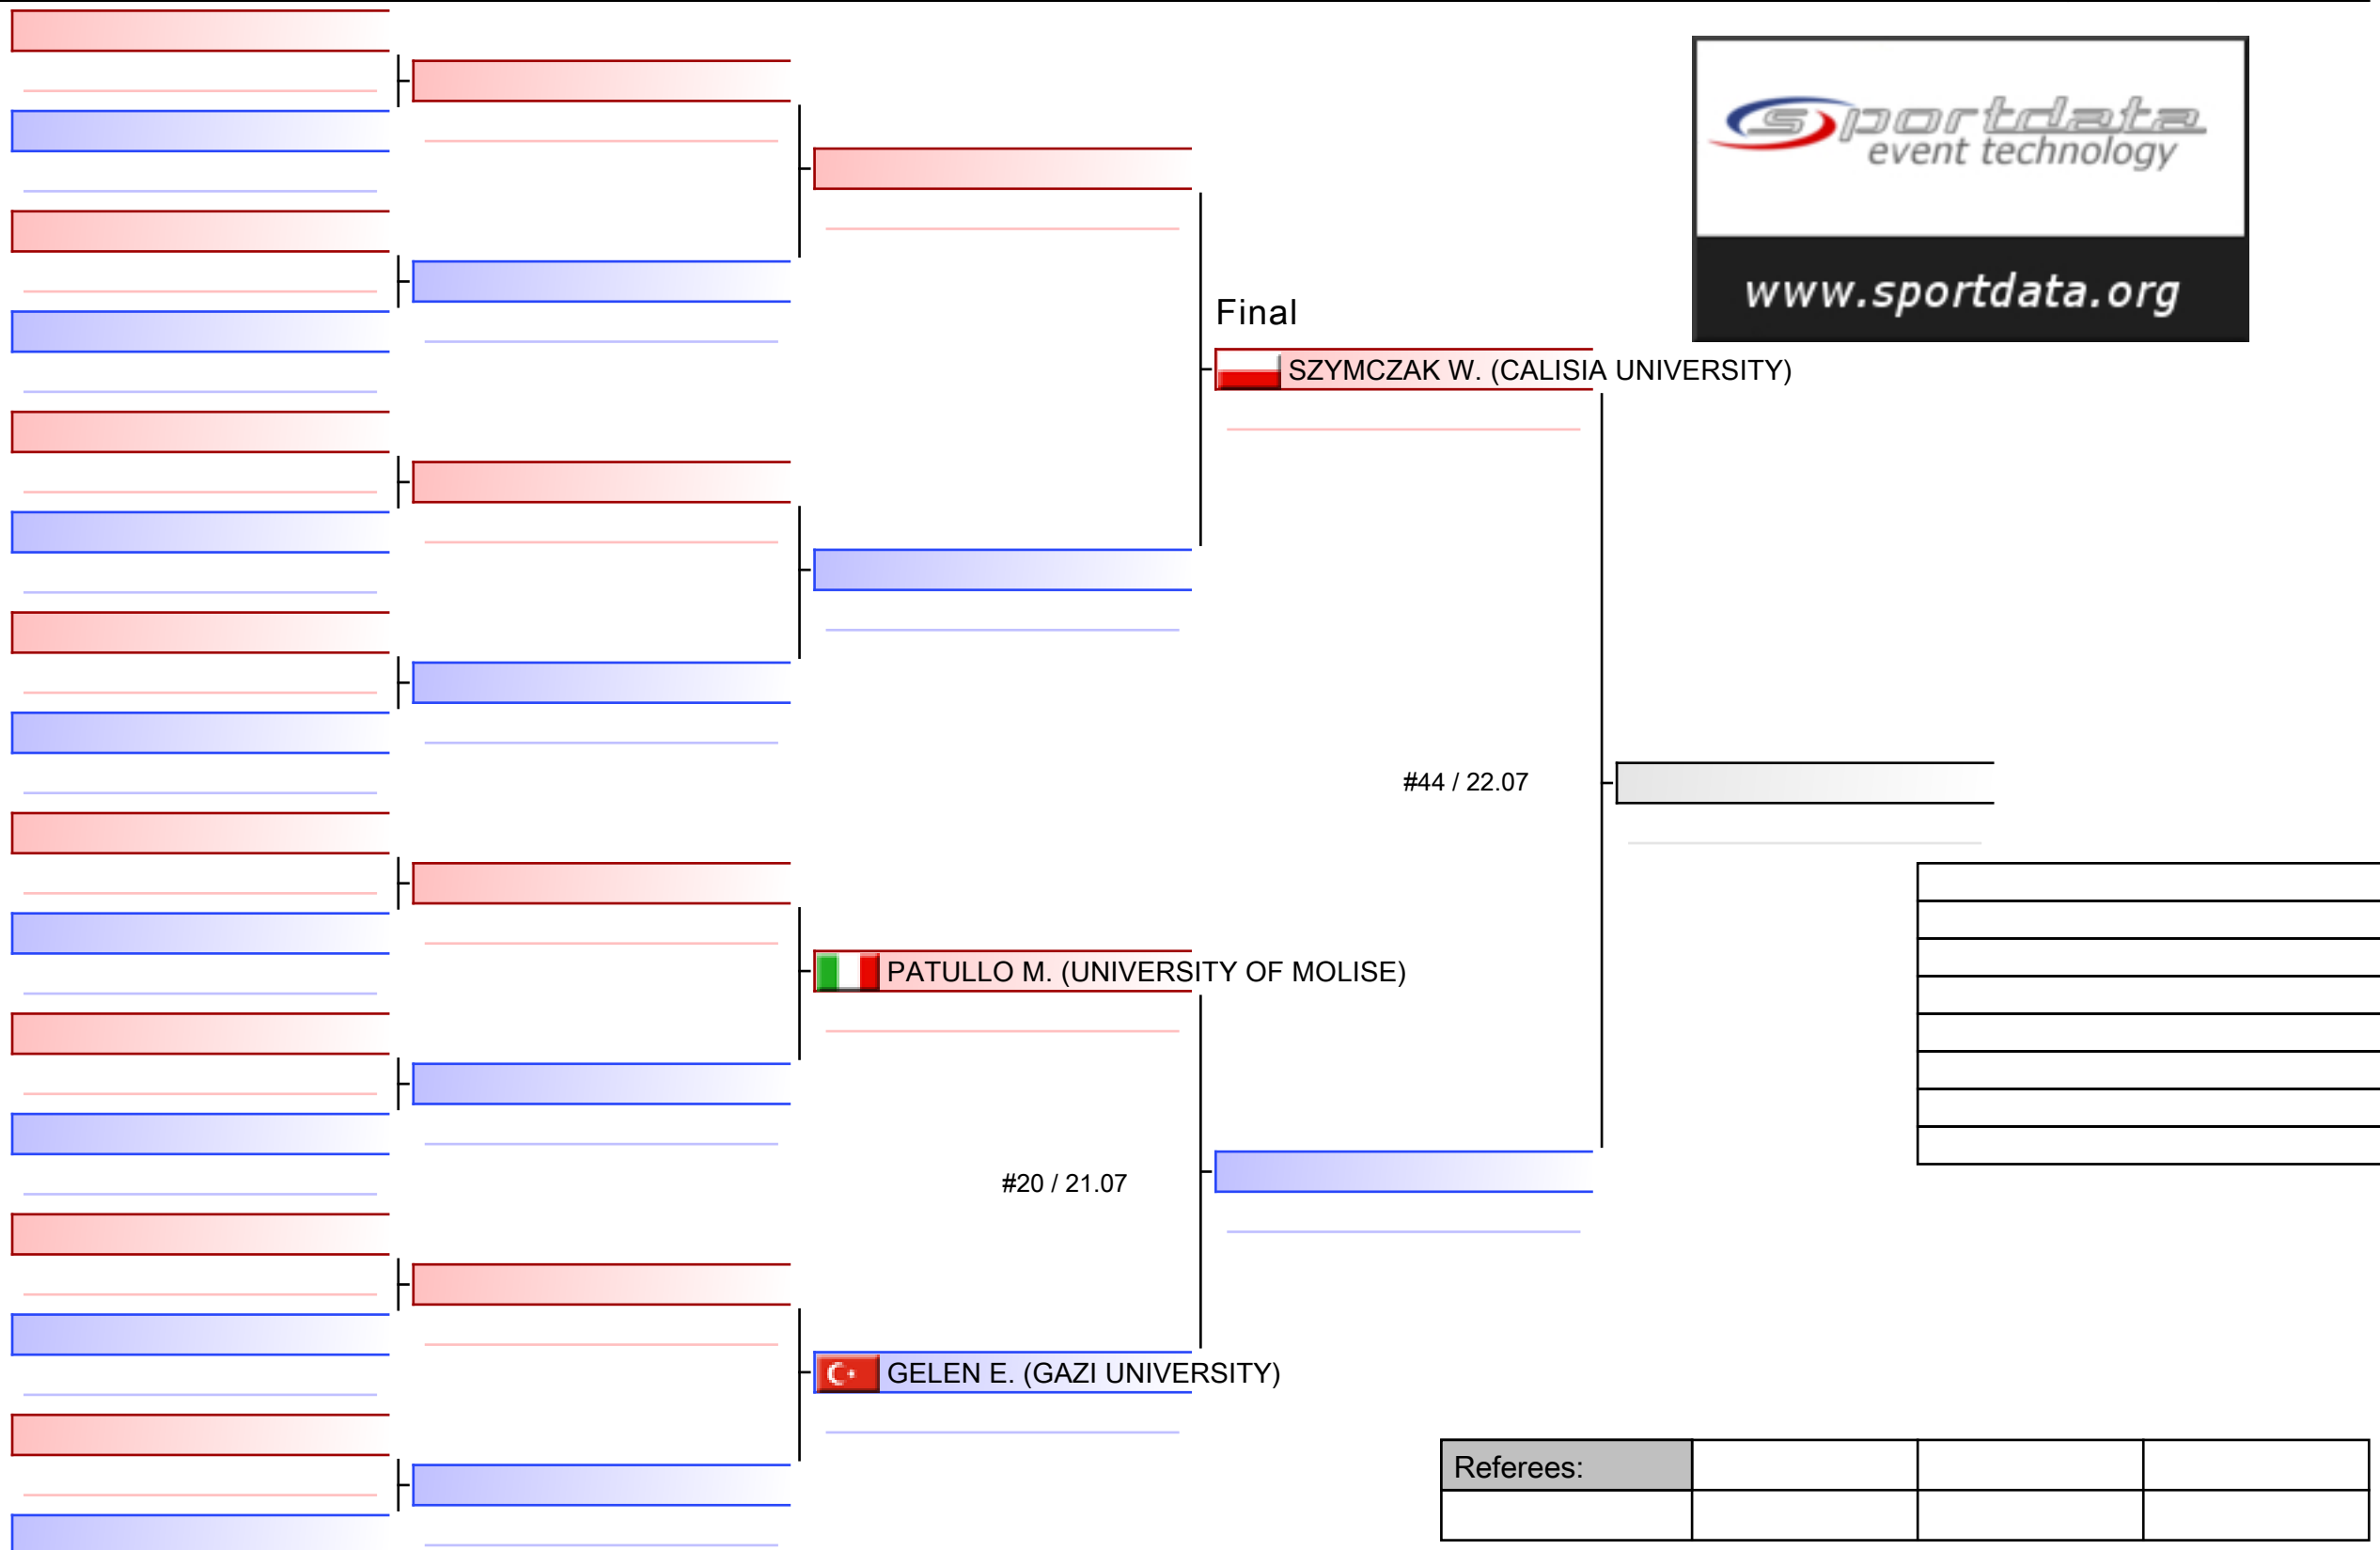 sportdata
event technology
www.sportdata.org
Final
SZYMCZAK W. (CALISIA UNIVERSITY)
#44 / 22.07
PATULLO M. (UNIVERSITY OF MOLISE)
#20 / 21.07
GELEN E. (GAZI UNIVERSITY)
Referees: